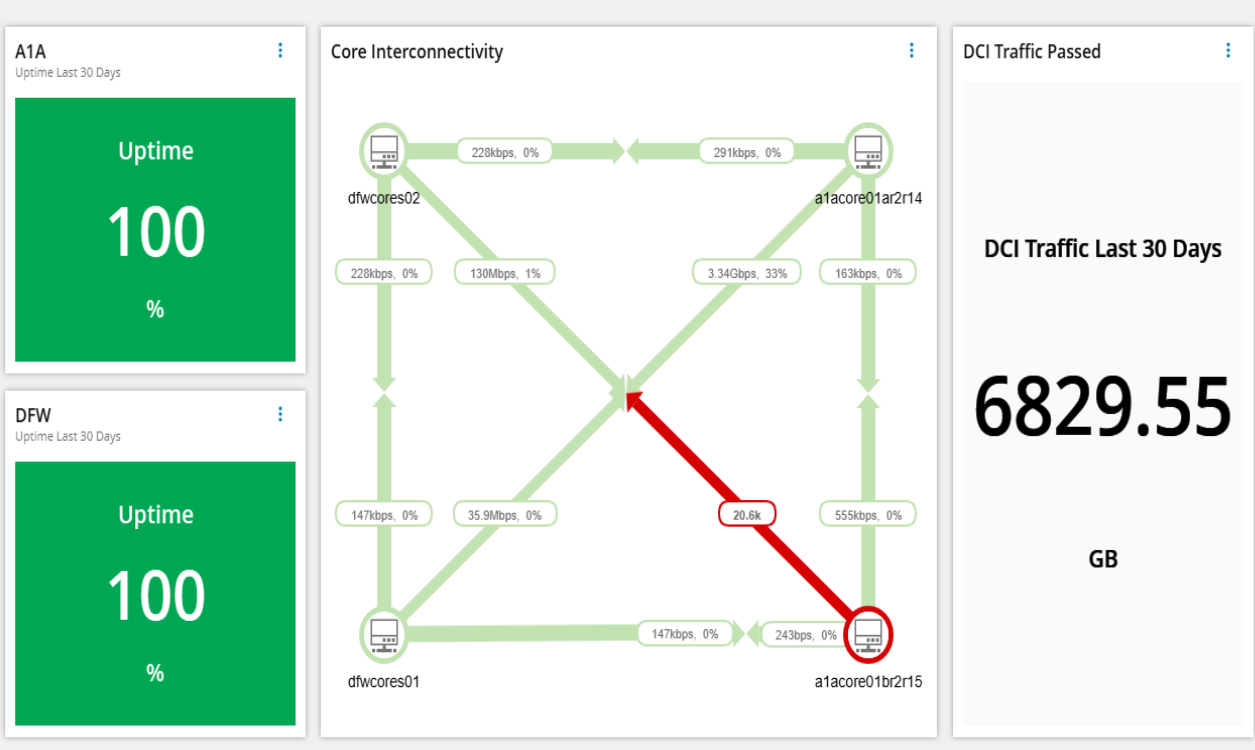 A1A
Uptime Last 30 Days
Uptime
100
%
DFW
Uptime Last 30 Days
Uptime
100
%
Core Interconnectivity
228kbps, 0%
291kbps, 0%
dfwcores02
a1acore01ar2r14
228kbps, 0%
130Mbps, 1%
3.34Gbps, 33%
163kbps, 0%
147kbps, 0%
35.9Mbps, 0%
20.6k
555kbps, 0%
147kbps, 0%
243bps, 0%
dfwcores01
a1acore01br2r15
DCI Traffic Passed
DCI Traffic Last 30 Days
6829.55
GB